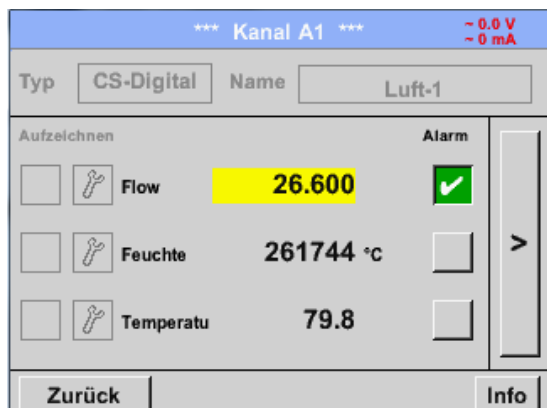 *** Kanal A1 ***
~ 0.0 V
~ 0 mA
Typ CS-Digital Name Luft-1
Aufzeichnen Alarm
Flow 26.600
Feuchte 261744 °C >
Temperatu 79.8
Zurück Info